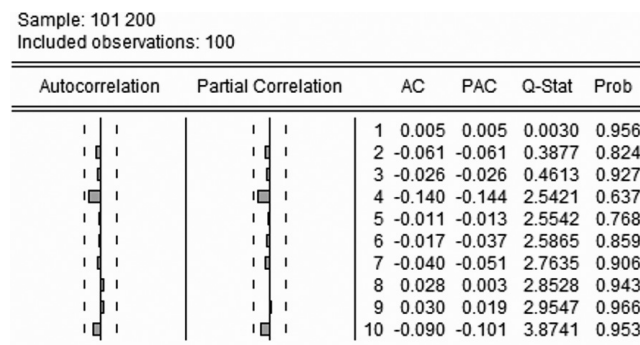 Sample: 101 200
Included observations: 100
Autocorrelation Partial Correlation AC PAC Q-Stat Prob
1 0.005 0.005 0.0030 0.956
2 -0.061 -0.061 0.3877 0.824
3 -0.026 -0.026 0.4613 0.927
4 -0.140 -0.144 2.5421 0.637
5 -0.011 -0.013 2.5542 0.768
6 -0.017 -0.037 2.5865 0.859
7 -0.040 -0.051 2.7635 0.906
8 0.028 0.003 2.8528 0.943
9 0.030 0.019 2.9547 0.966
10 -0.090 -0.101 3.8741 0.953